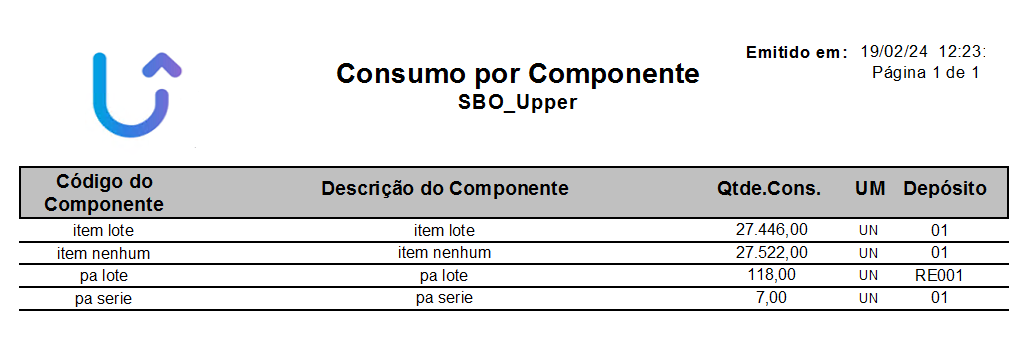 Emitido em: 19/02/24 12:23:
Página 1 de 1
Consumo por Componente
SBO_Upper
Código do Componente Descrição do Componente Qtde.Cons. UM Depósito
item lote item lote 27.446,00 UN 01
item nenhum item nenhum 27.522,00 UN 01
pa lote pa lote 118,00 UN RE001
pa serie pa serie 7,00 UN 01